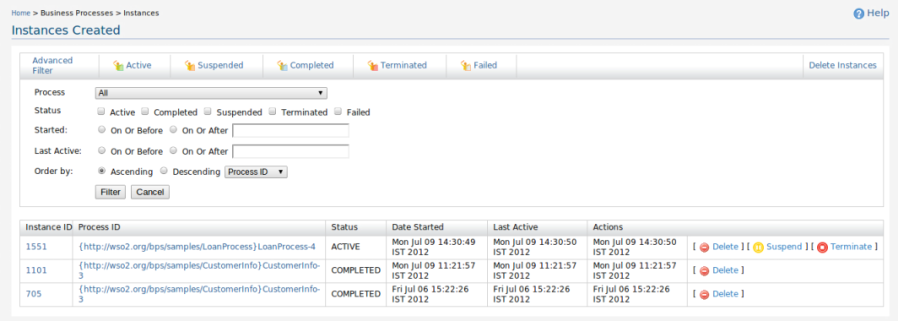 Home > Business Processes > Instances
Help
Instances Created
Advanced
Filter
Active
Suspended
Completed
Terminated
Failed
Delete Instances
Process
All
Status
Active Completed Suspended Terminated Failed
Started:
On Or Before On Or After
Last Active:
On Or Before On Or After
Order by:
Ascending Descending Process ID
Filter Cancel
Instance ID Process ID Status Date Started Last Active Actions
1551 {http://wso2.org/bps/samples/LoanProcess}LoanProcess-4 ACTIVE
Mon Jul 09 14:30:49
IST 2012
Mon Jul 09 14:30:50
IST 2012
Mon Jul 09 14:30:50
IST 2012
[ Delete ] [ Suspend ] [ Terminate ]
1101
{http://wso2.org/bps/samples/CustomerInfo}CustomerInfo-
3
COMPLETED
Mon Jul 09 11:21:57
IST 2012
Mon Jul 09 11:21:57
IST 2012
Mon Jul 09 11:21:57
IST 2012
[ Delete ]
705
{http://wso2.org/bps/samples/CustomerInfo}CustomerInfo-
3
COMPLETED
Fri Jul 06 15:22:26
IST 2012
Fri Jul 06 15:22:26
IST 2012
Fri Jul 06 15:22:26
IST 2012
[ Delete ]